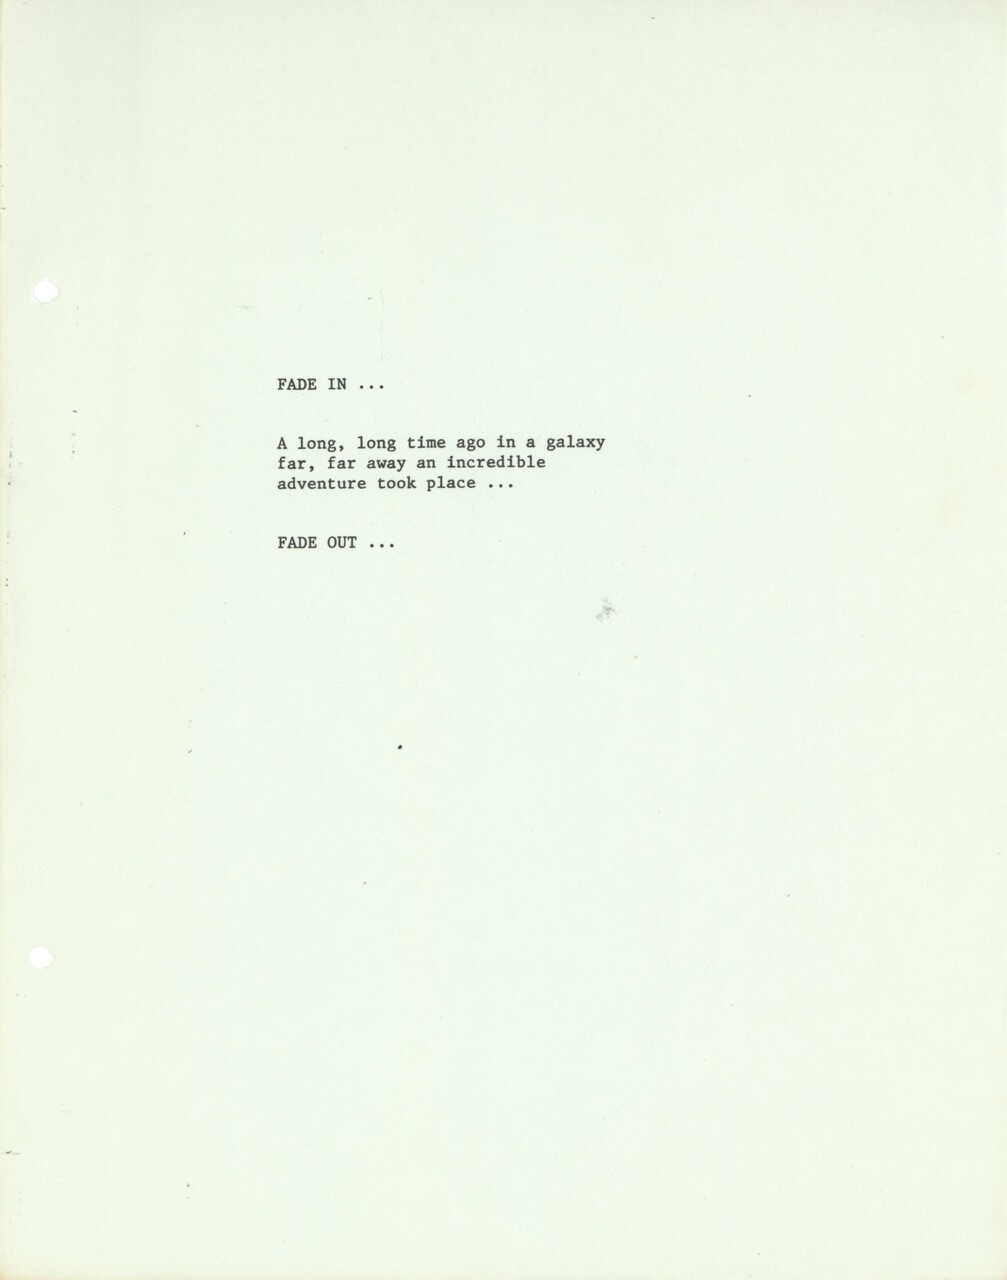 FADE IN ...
A long, long time ago in a galaxy
far, far away an incredible
adventure took place ...
FADE OUT ...